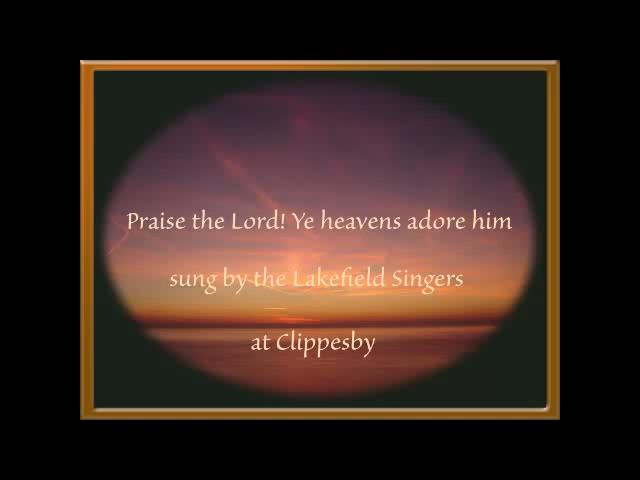 Praise the Lord! Ye heavens adore him
sung by the Lakefield Singers
at Clippesby